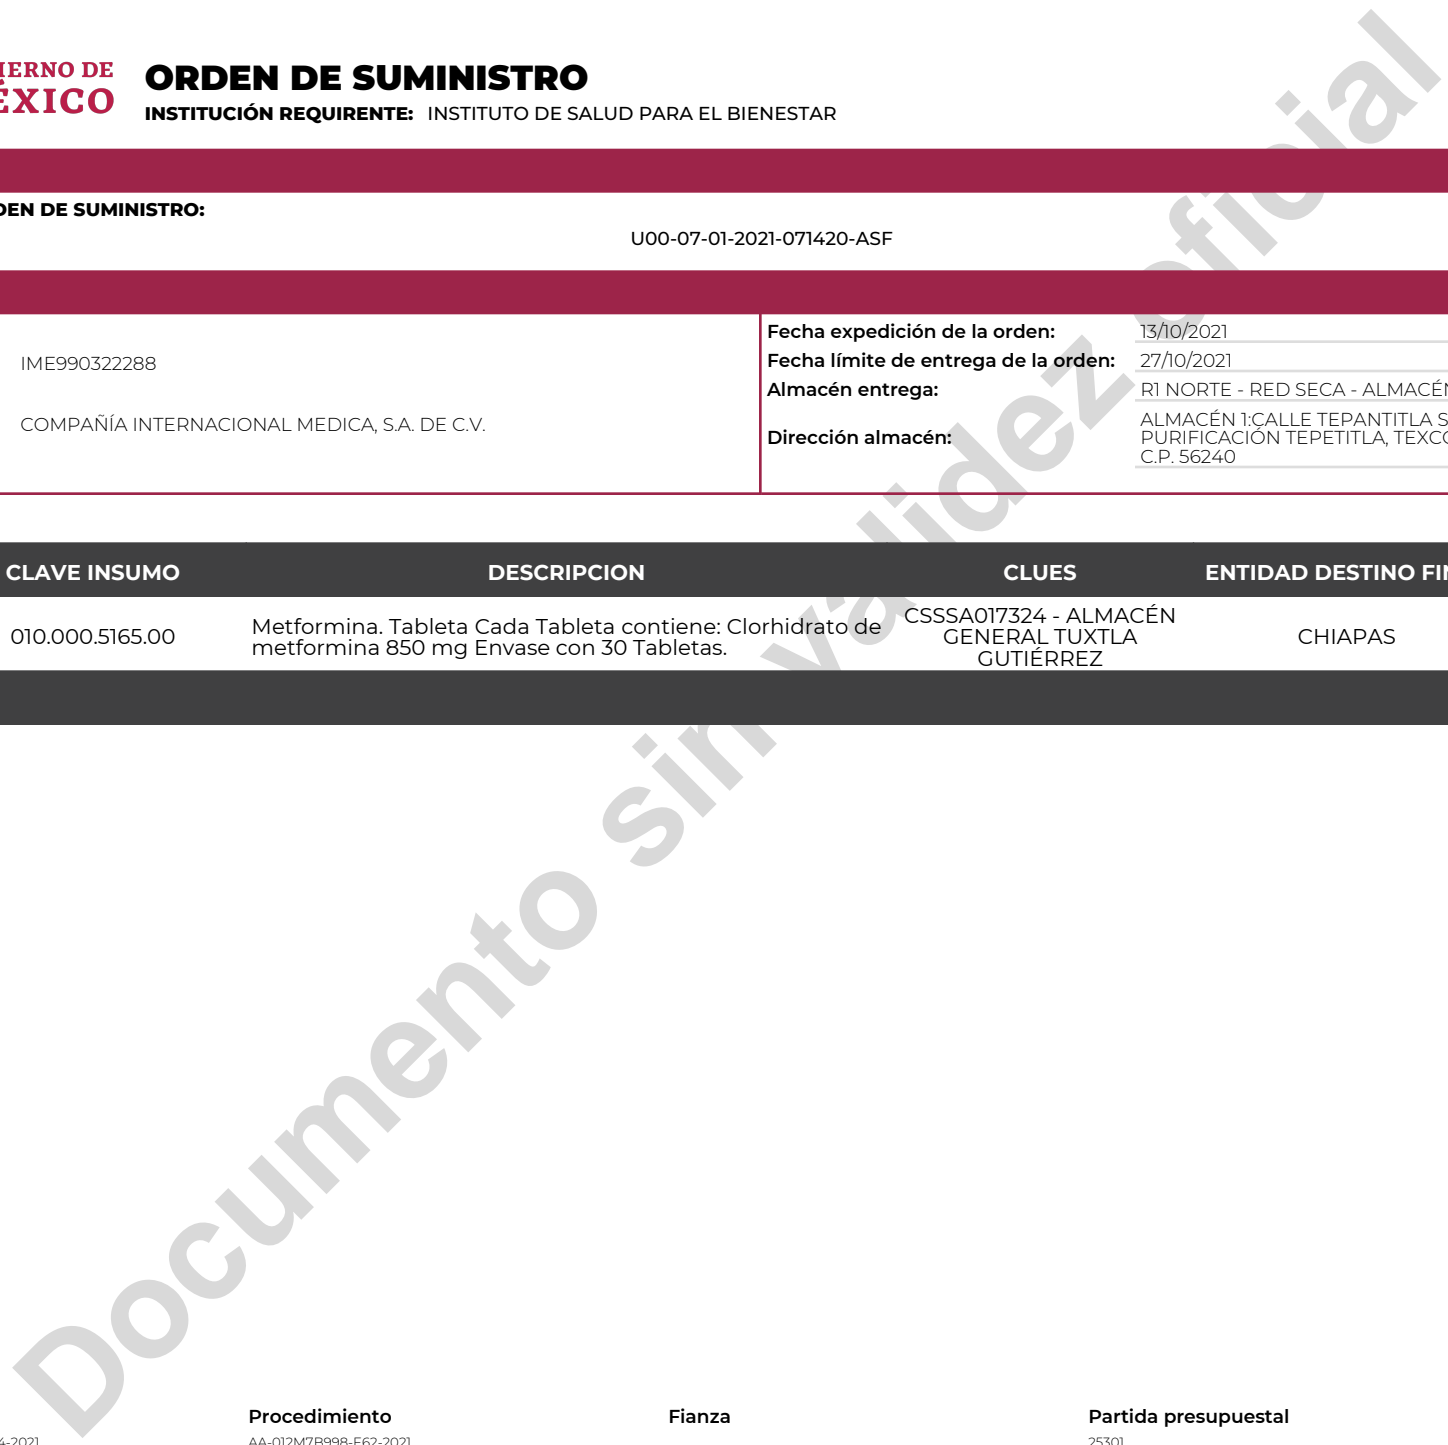 ORDEN DE SUMINISTRO
INSTITUCIÓN REQUIRENTE: INSTITUTO DE SALUD PARA EL BIENESTAR
DE
XICO
DE SUMINISTRO:
U00-07-01-2021-071420-ASF
IME990322288
COMPAÑÍA INTERNACIONAL MEDICA, S.A. DE C.V.
Fecha expedición de la orden: 13/10/2021
Fecha límite de entrega de la orden: 27/10/2021
Almacén entrega: R1 NORTE - RED SECA - ALMACÉN
Dirección almacén: ALMACÉN 1:CALLE TEPANTITLA
PURIFICACIÓN TEPETITLA,
C.P. 56240
CLAVE INSUMO DESCRIPCION CLUES ENTIDAD DESTINO
010.000.5165.00
Metformina. Tableta Cada Tableta contiene: Clorhidrato de
metformina 850 mg Envase con 30 Tabletas.
CSSSA017324 - ALMACÉN
GENERAL TUXTLA
GUTIÉRREZ
CHIAPAS
Documento sin validez oficial
Procedimiento Fianza Partida presupuestal
-2021 AA-012M7B998-E62-2021 25301